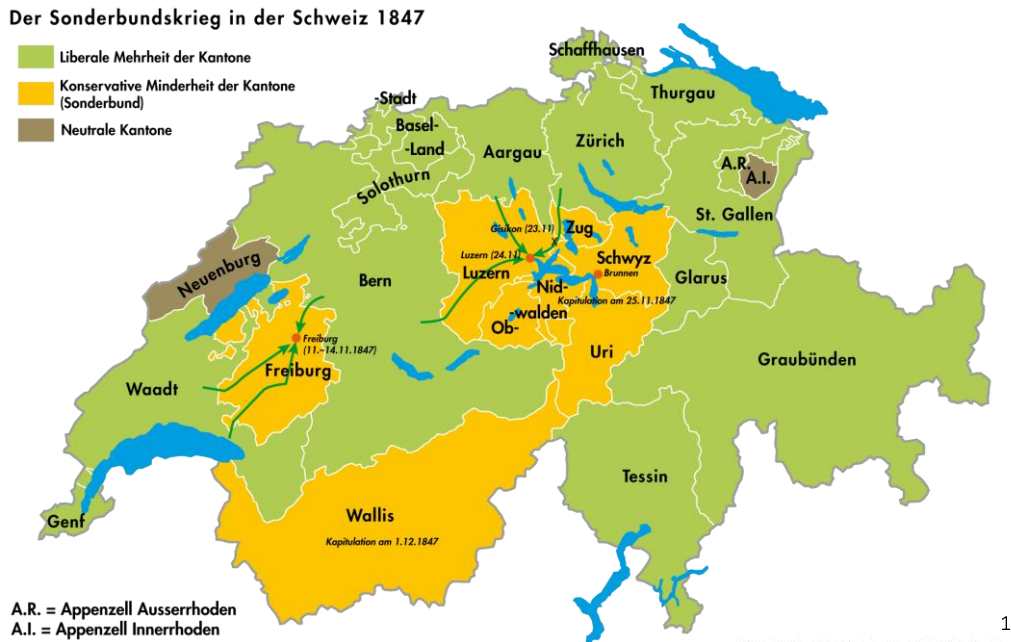 Der Sonderbundskrieg in der Schweiz 1847
Liberale Mehrheit der Kantone
Konservative Minderheit der Kantone
(Sonderbund)
Neutrale Kantone
Schaffhausen
Thurgau
-Stadt
Basel-
-Land
Aargau
Zürich
Solothurn
A.R.
A.I.
St. Gallen
Gisikon (23.11)
Zug
Luzern (24.11)
Luzern
Schwyz
Brunnen
Glarus
Neuenburg
Bern
Nid-
-walden
Kapitulation am 25.11.1847
Ob-
Uri
Graubünden
Freiburg
(11.–14.11.1847)
Freiburg
Waadt
Tessin
Wallis
Kapitulation am 1.12.1847
Genf
A.R. = Appenzell Ausserrhoden
A.I. = Appenzell Innerrhoden
1